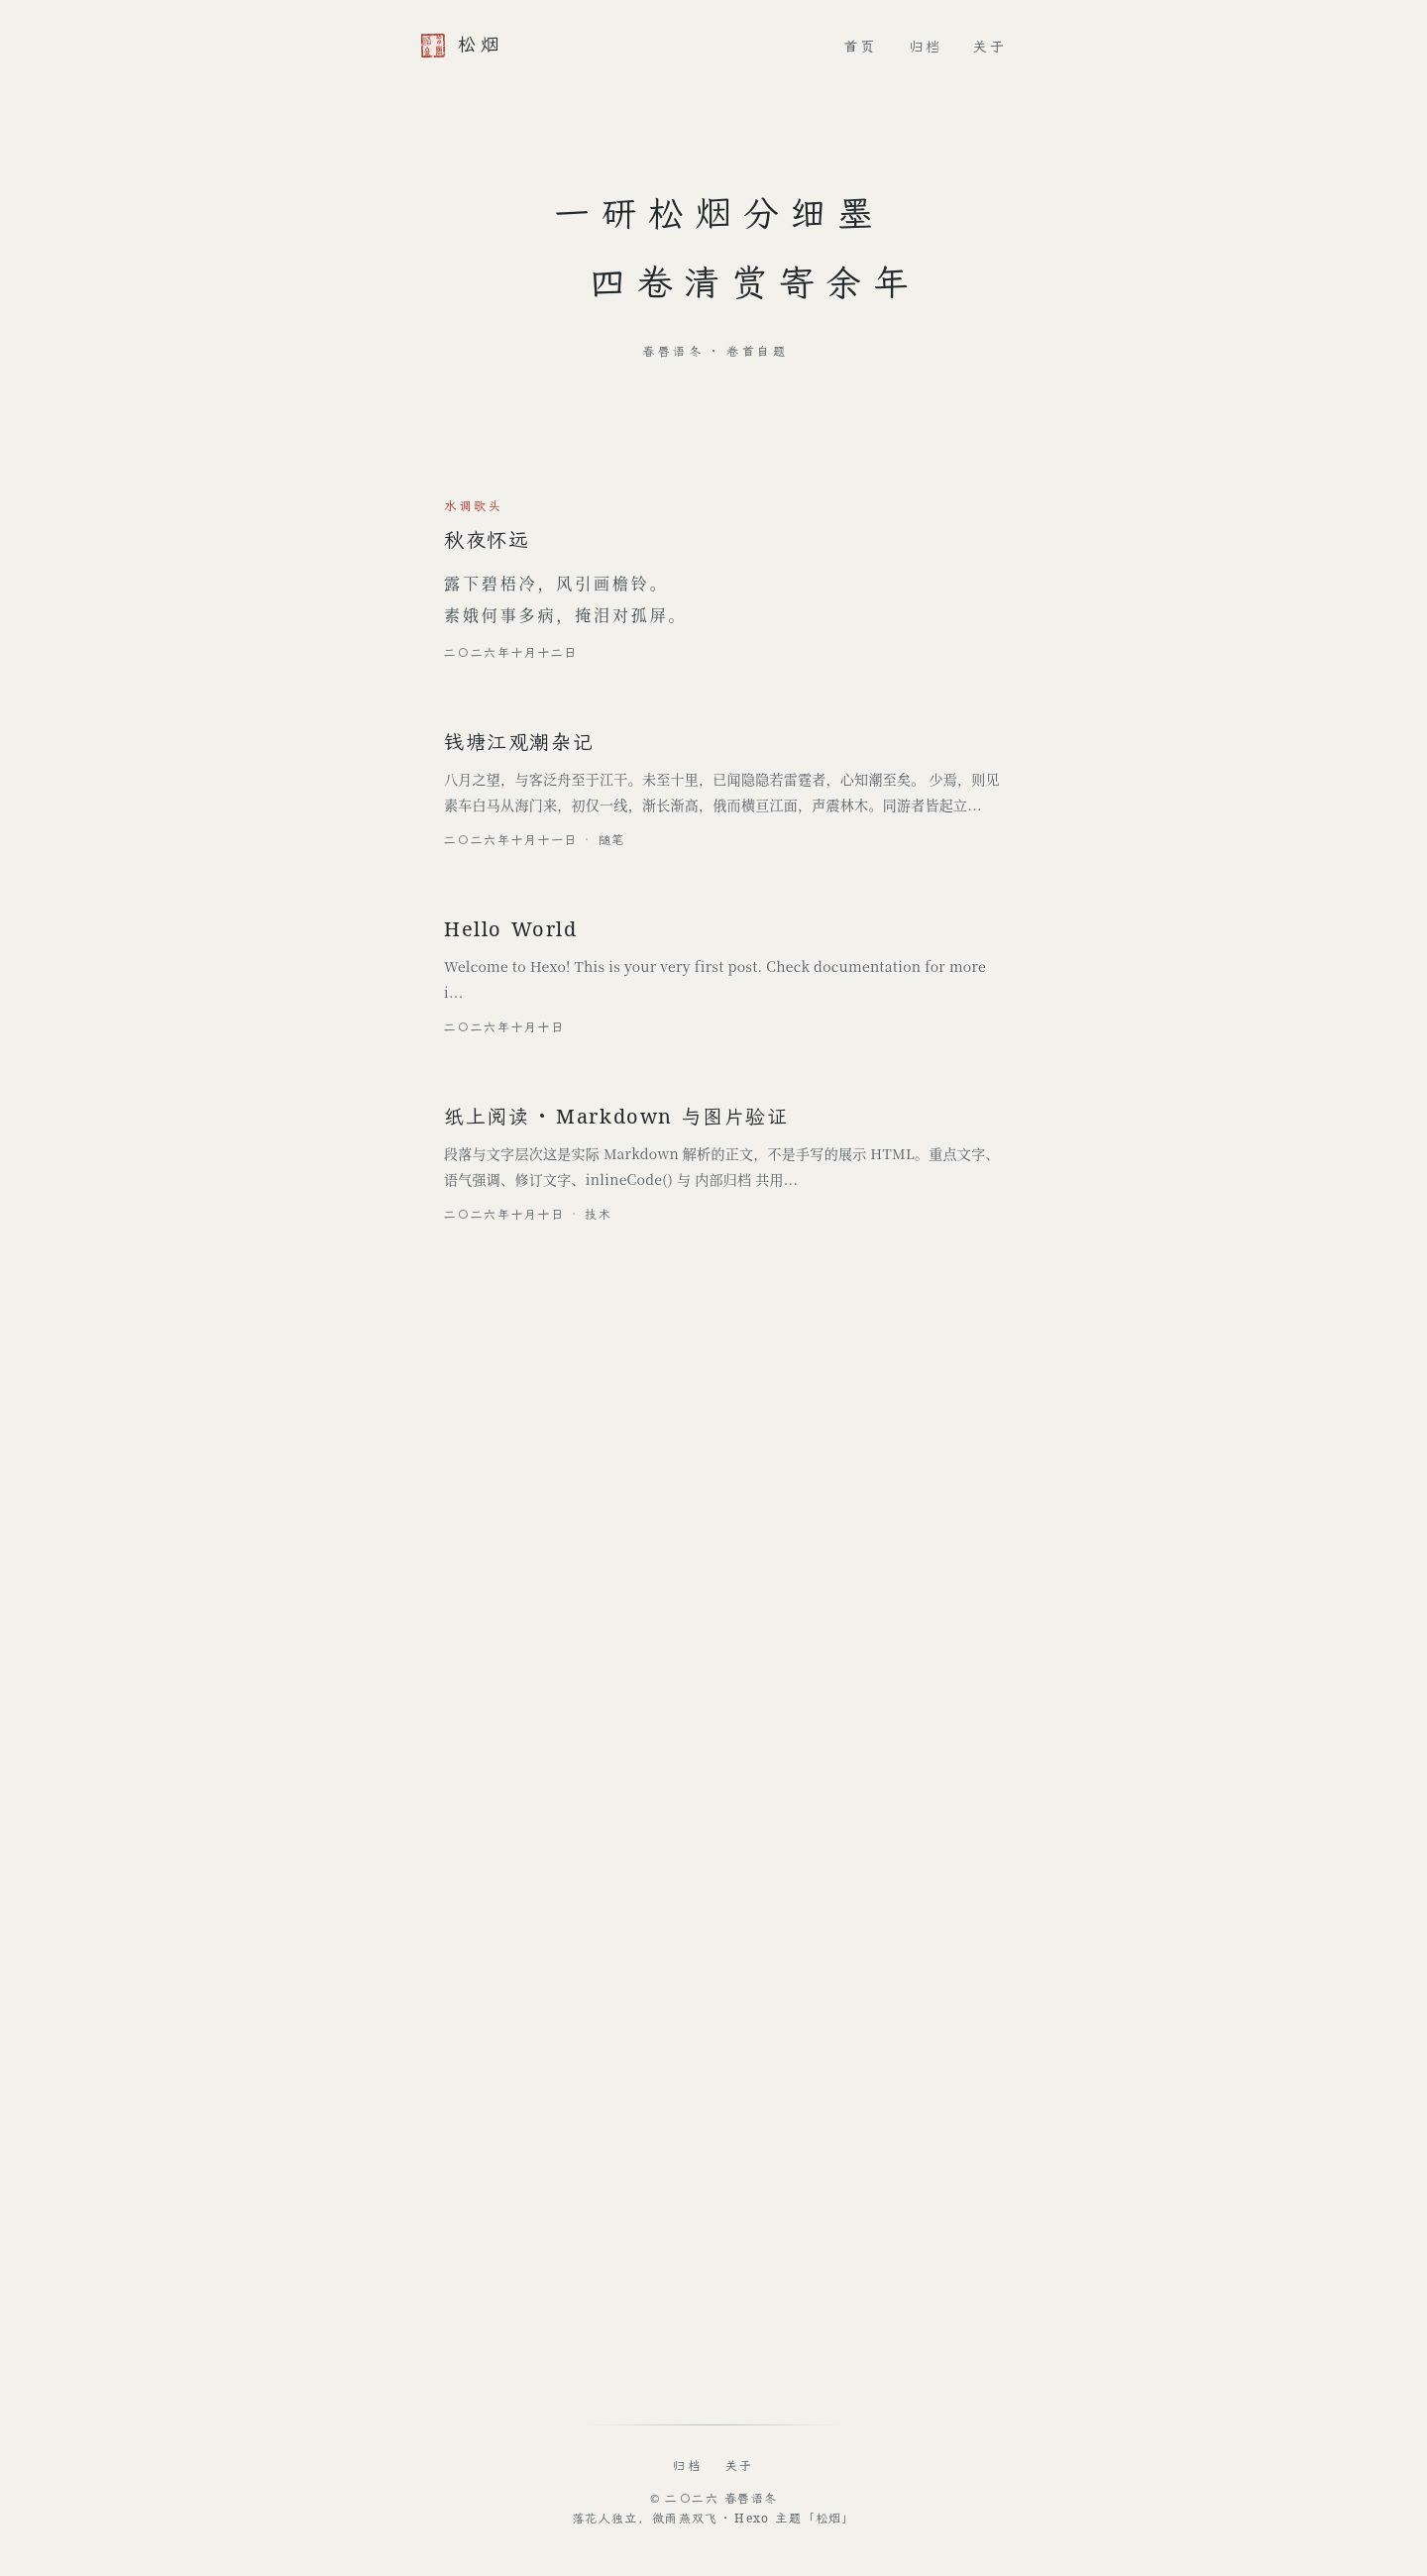 松烟
首页 归档 关于
一研松烟分细墨
四卷清赏寄余年
春唇语冬 · 卷首自题
水调歌头
秋夜怀远
露下碧梧冷，风引画檐铃。
素娥何事多病，掩泪对孤屏。
二〇二六年十月十二日
钱塘江观潮杂记
八月之望，与客泛舟至于江干。未至十里，已闻隐隐若雷霆者，心知潮至矣。 少焉，则见
素车白马从海门来，初仅一线，渐长渐高，俄而横亘江面，声震林木。同游者皆起立…
二〇二六年十月十一日 · 随笔
Hello World
Welcome to Hexo! This is your very first post. Check documentation for more
i…
二〇二六年十月十日
纸上阅读 · Markdown 与图片验证
段落与文字层次这是实际 Markdown 解析的正文，不是手写的展示 HTML。重点文字、
语气强调、修订文字、inlineCode() 与 内部归档 共用…
二〇二六年十月十日 · 技术
归档 关于
© 二〇二六 春唇语冬
落花人独立，微雨燕双飞 · Hexo 主题「松烟」